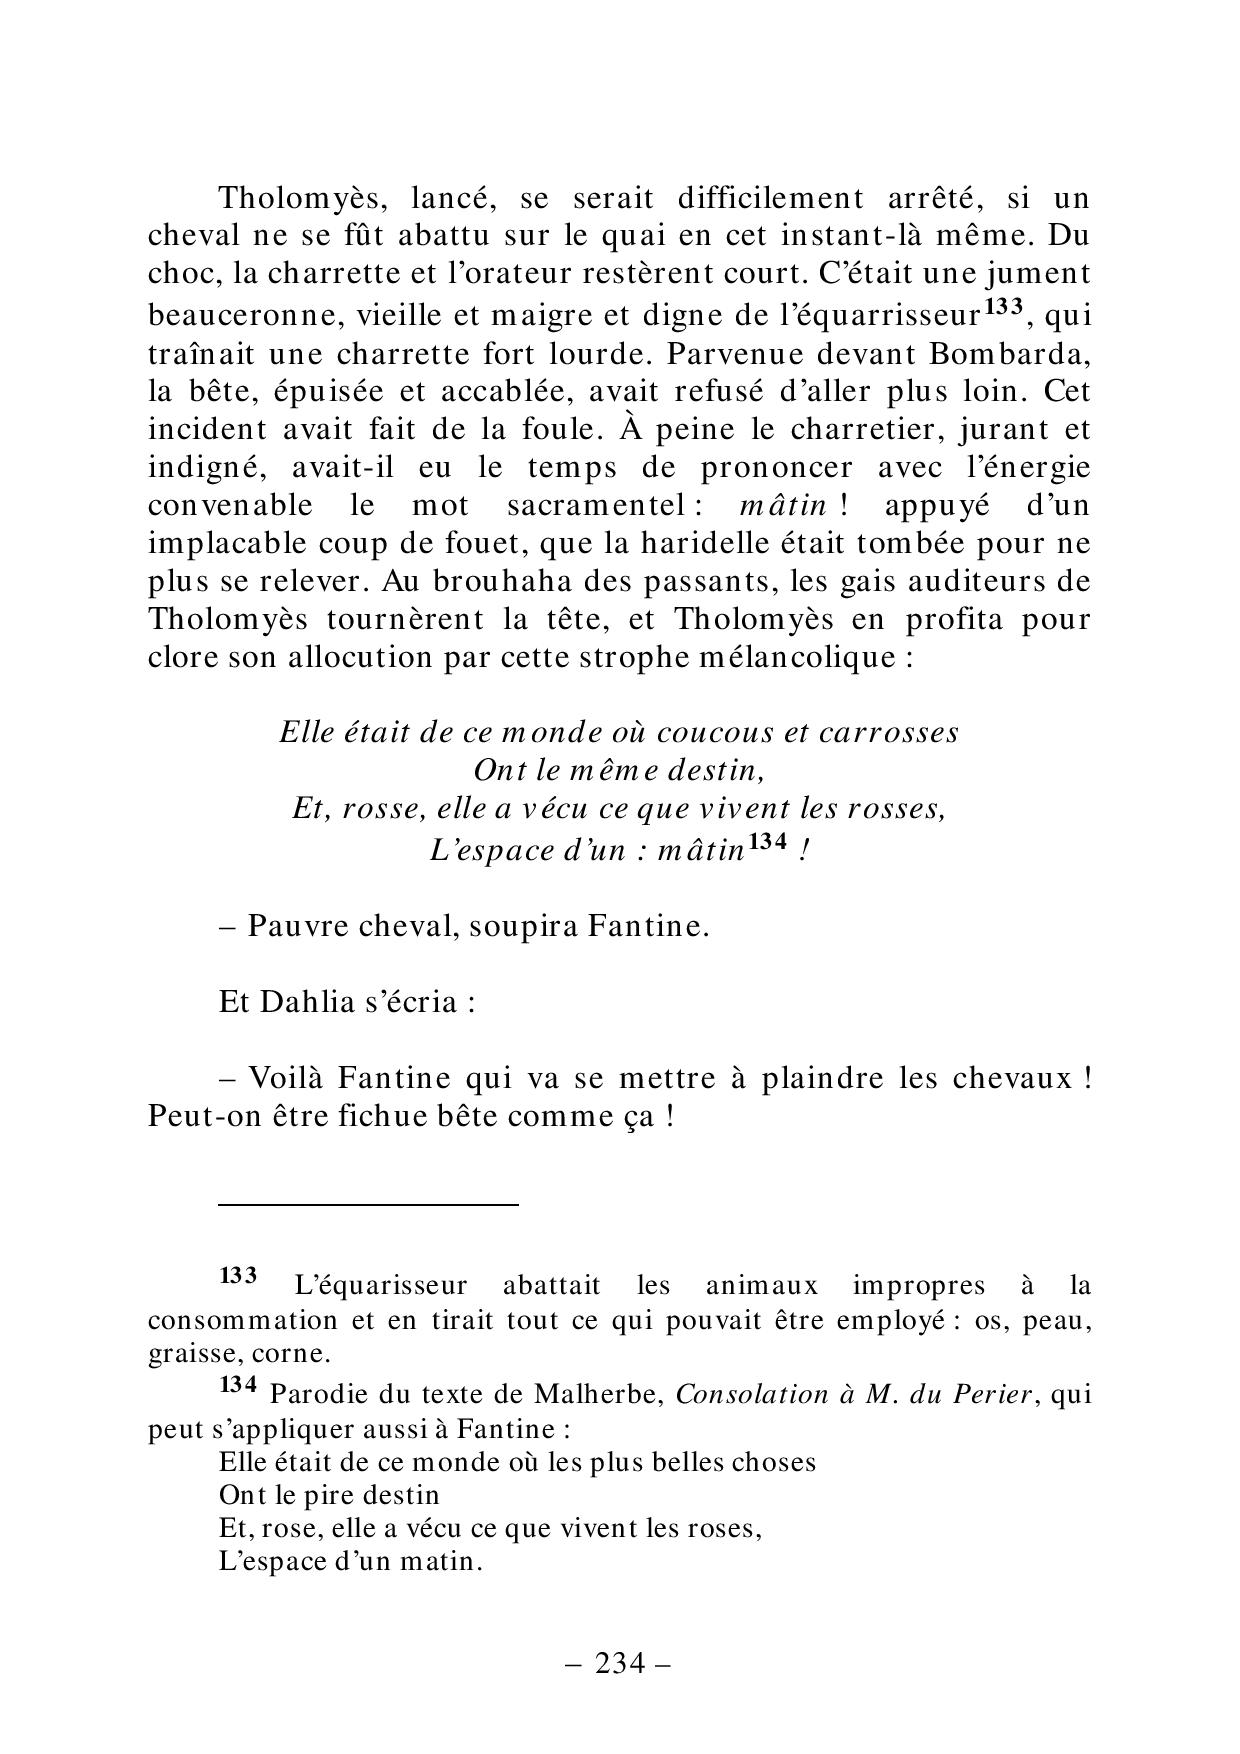 Tholomyès, lancé, se serait difficilement arrêté, si un
cheval ne se fût abattu sur le quai en cet instant-là même. Du
choc, la charrette et l’orateur restèrent court. C’était une jument
beauceronne, vieille et maigre et digne de l’équarrisseur133, qui
traînait une charrette fort lourde. Parvenue devant Bombarda,
la bête, épuisée et accablée, avait refusé d’aller plus loin. Cet
incident avait fait de la foule. À peine le charretier, jurant et
indigné, avait-il eu le temps de prononcer avec l’énergie
convenable le mot sacramentel : mâtin ! appuyé d’un
implacable coup de fouet, que la haridelle était tombée pour ne
plus se relever. Au brouhaha des passants, les gais auditeurs de
Tholomyès tournèrent la tête, et Tholomyès en profita pour
clore son allocution par cette strophe mélancolique :
Elle était de ce monde où coucous et carrosses
Ont le même destin,
Et, rosse, elle a vécu ce que vivent les rosses,
L’espace d’un : mâtin134 !
– Pauvre cheval, soupira Fantine.
Et Dahlia s’écria :
– Voilà Fantine qui va se mettre à plaindre les chevaux !
Peut-on être fichue bête comme ça !
133 L’équarisseur abattait les animaux impropres à la
consommation et en tirait tout ce qui pouvait être employé : os, peau,
graisse, corne.
134 Parodie du texte de Malherbe, Consolation à M. du Perier, qui
peut s’appliquer aussi à Fantine :
Elle était de ce monde où les plus belles choses
Ont le pire destin
Et, rose, elle a vécu ce que vivent les roses,
L’espace d’un matin.
– 234 –